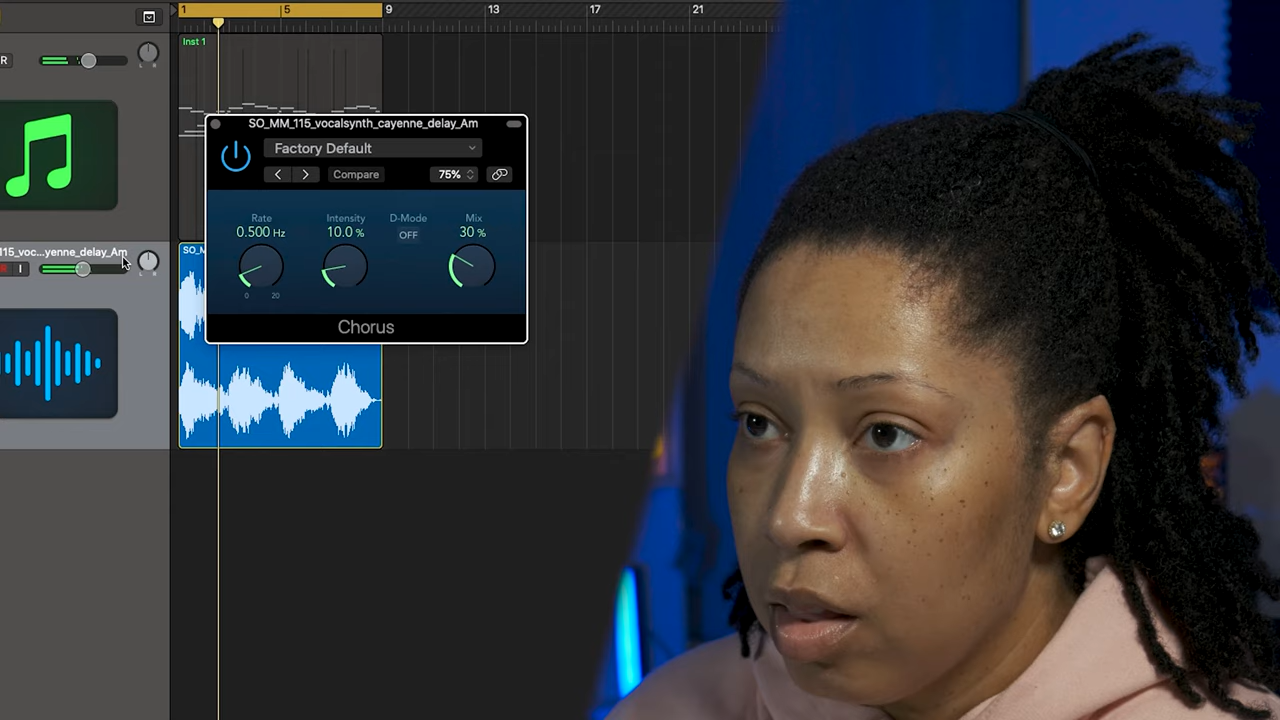 1 5 9 13 17 21
Inst 1
R
L R
SO_MM_115_vocalsynth_cayenne_delay_Am
Factory Default
Compare 75%
Rate Intensity D-Mode Mix
0.500 Hz 10.0 % OFF 30 %
0 20
Chorus
115_voc...yenne_delay_Am
I
L R
SO_M